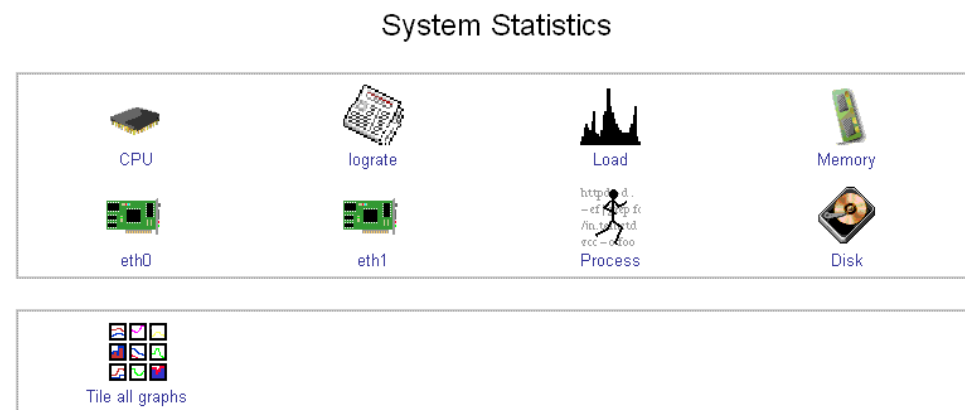 System Statistics
CPU
lograte
Load
Memory
eth0
eth1
Process
Disk
Tile all graphs